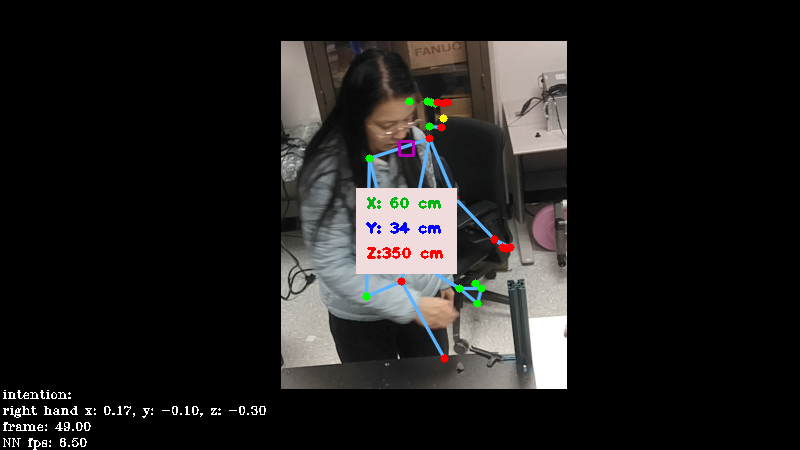 FANUC
X: 60 cm
Y: 34 cm
Z:350 cm
intention:
right hand x: 0.17, y: -0.10, z: -0.30
frame: 49.00
NN fps: 6.50